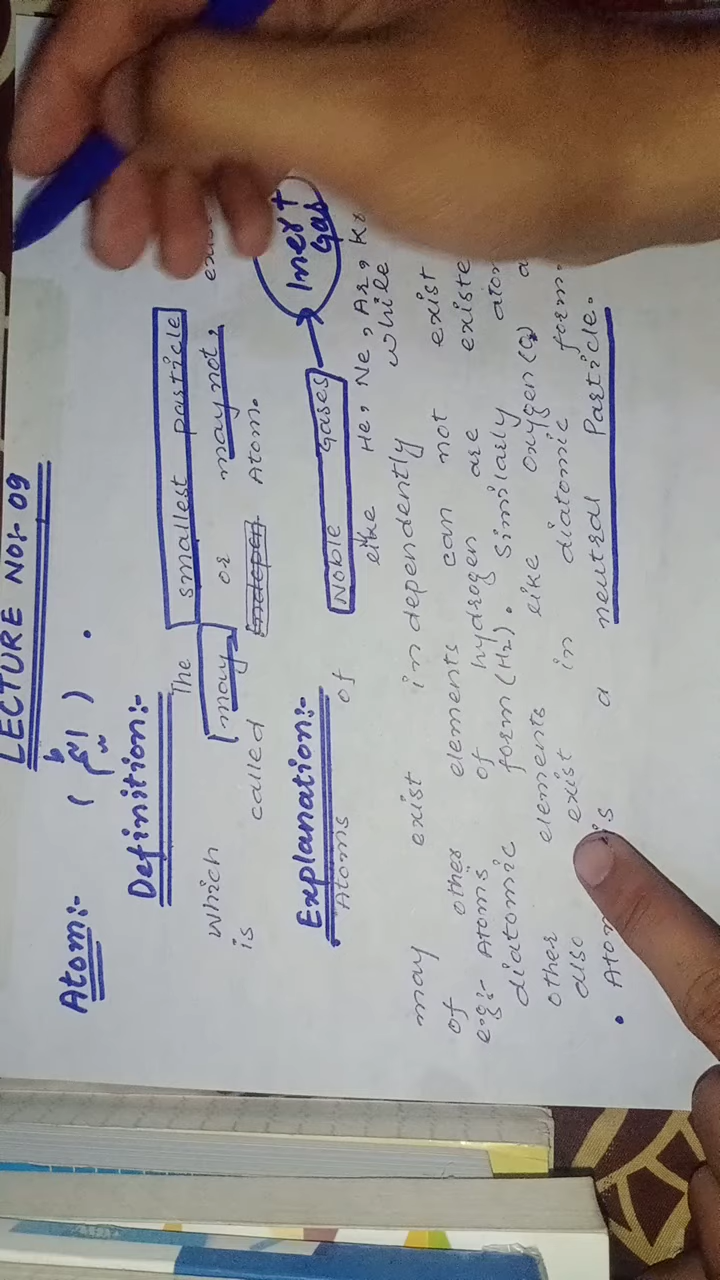 LECTURE NO:- 09
Atom:- ( ایٹم ) .
Definition:-
The smallest particle
which may or may not,
is called Atom.
Explanation:-
Atoms of Noble Gases → Inert Gas
like He, Ne, Ar, Kr
may exist independently while
of other elements can not exist
e.g:- Atoms of hydrogen are existe
diatomic form (H₂). Similarly atom
other elements like oxygen
also exist in diatomic form.
• Atom is a neutral Particle.